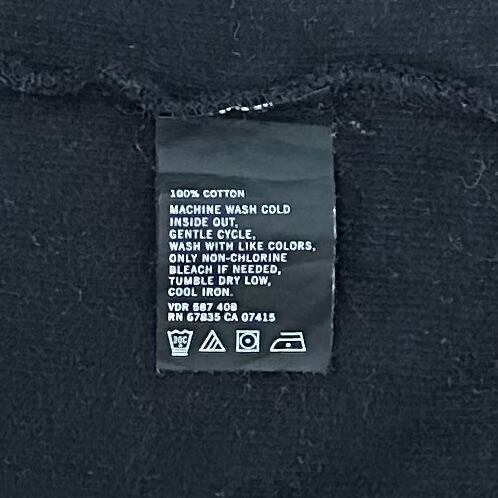 100% COTTON
MACHINE WASH COLD
INSIDE OUT,
GENTLE CYCLE,
WASH WITH LIKE COLORS,
ONLY NON-CHLORINE
BLEACH IF NEEDED,
TUMBLE DRY LOW,
COOL IRON.
VDR 587 408
RN 67835 CA 07415
30C